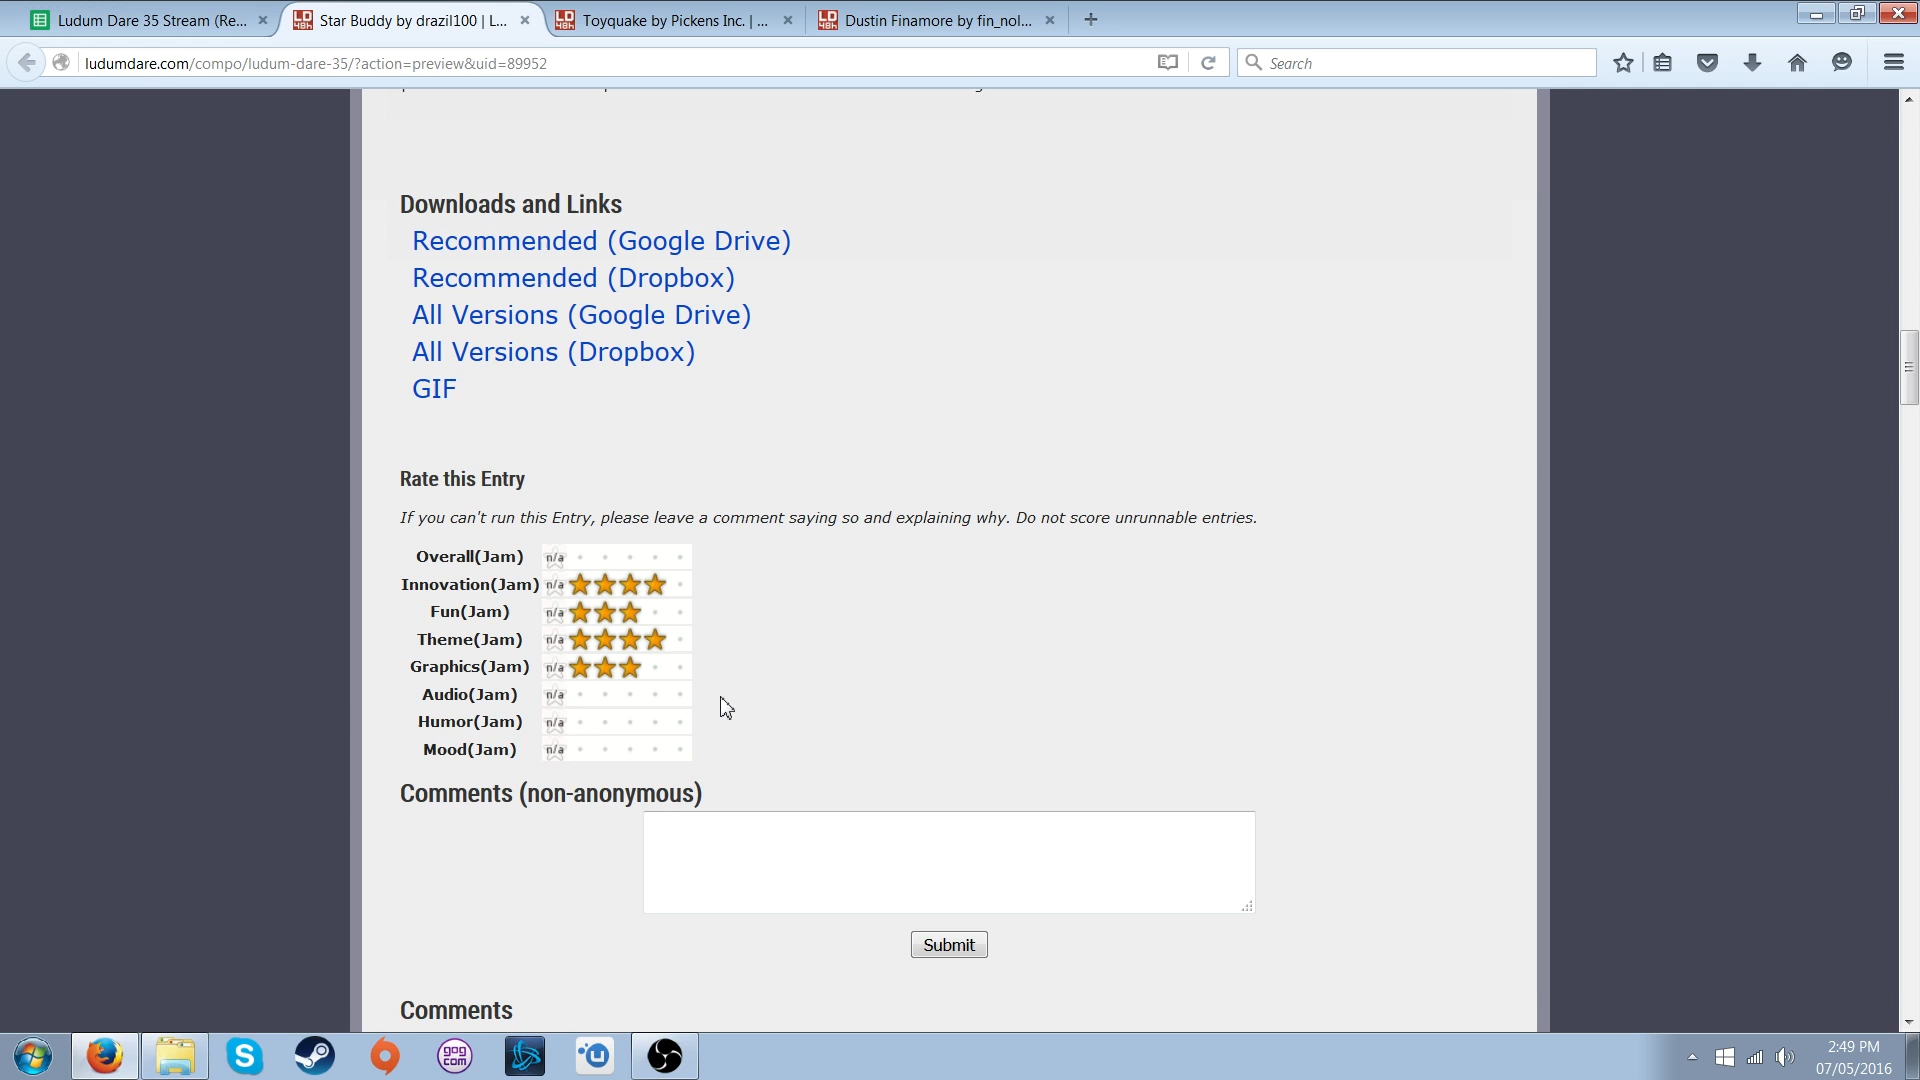 Ludum Dare 35 Stream (Re...
Star Buddy by drazil100 | L...
Toyquake by Pickens Inc. | ...
Dustin Finamore by fin_nol...
ludumdare.com/compo/ludum-dare-35/?action=preview&uid=89952
Search
Downloads and Links
Recommended (Google Drive)
Recommended (Dropbox)
All Versions (Google Drive)
All Versions (Dropbox)
GIF
Rate this Entry
If you can't run this Entry, please leave a comment saying so and explaining why. Do not score unrunnable entries.
Overall(Jam) n/a
Innovation(Jam) n/a
Fun(Jam) n/a
Theme(Jam) n/a
Graphics(Jam) n/a
Audio(Jam) n/a
Humor(Jam) n/a
Mood(Jam) n/a
Comments (non-anonymous)
Submit
Comments
gog
com
2:49 PM
07/05/2016